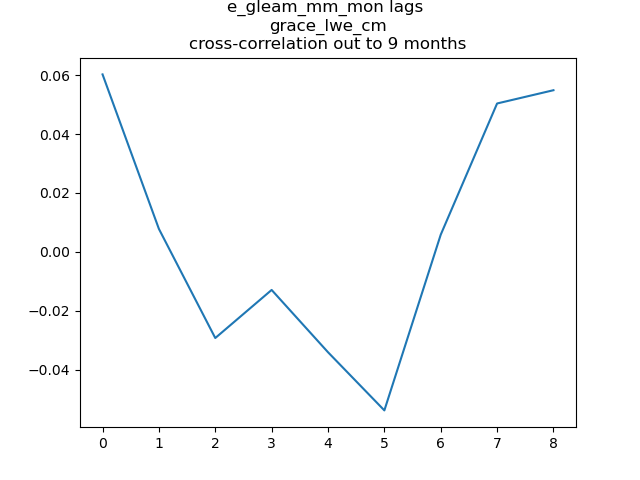 e_gleam_mm_mon lags
grace_lwe_cm
cross-correlation out to 9 months
0.06
0.04
0.02
0.00
−0.02
−0.04
0 1 2 3 4 5 6 7 8